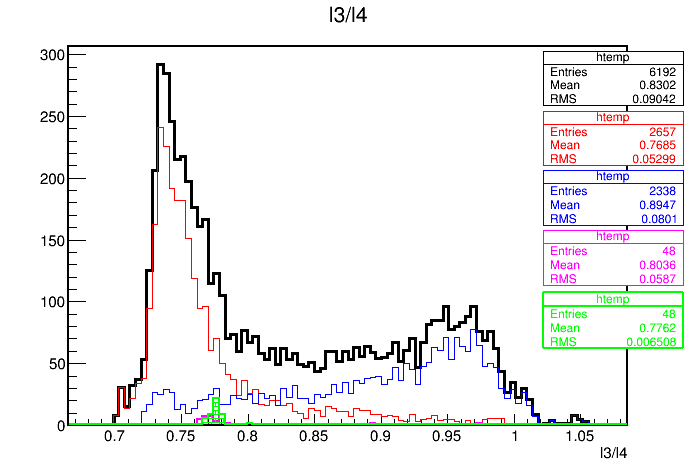 l3/l4
300
250
200
150
100
50
0
0.7 0.75 0.8 0.85 0.9 0.95 1 1.05
l3/l4
htemp
Entries 6192
Mean 0.8302
RMS 0.09042
htemp
Entries 2657
Mean 0.7685
RMS 0.05299
htemp
Entries 2338
Mean 0.8947
RMS 0.0801
htemp
Entries 48
Mean 0.8036
RMS 0.0587
htemp
Entries 48
Mean 0.7762
RMS 0.006508